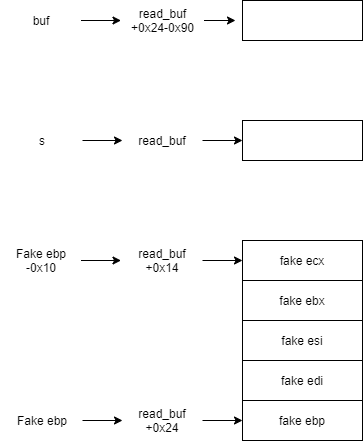 buf
read_buf
+0x24-0x90
s
read_buf
Fake ebp
-0x10
read_buf
+0x14
fake ecx
fake ebx
fake esi
fake edi
Fake ebp
read_buf
+0x24
fake ebp